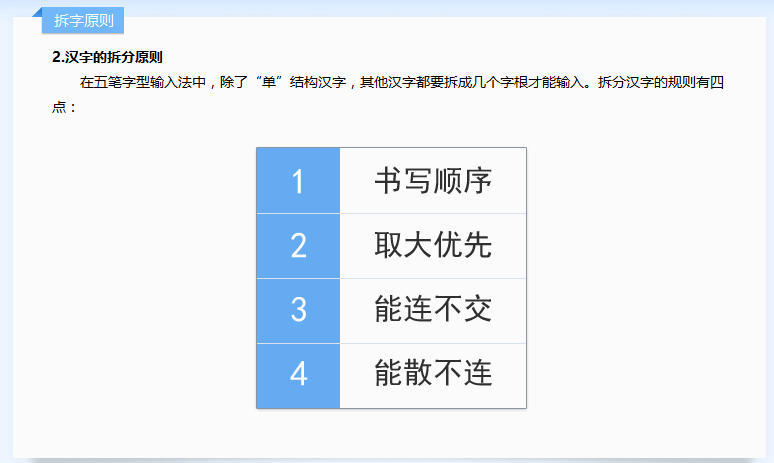 拆字原则
2.汉字的拆分原则
在五笔字型输入法中，除了“单”结构汉字，其他汉字都要拆成几个字根才能输入。拆分汉字的规则有四
点：
1 书写顺序
2 取大优先
3 能连不交
4 能散不连